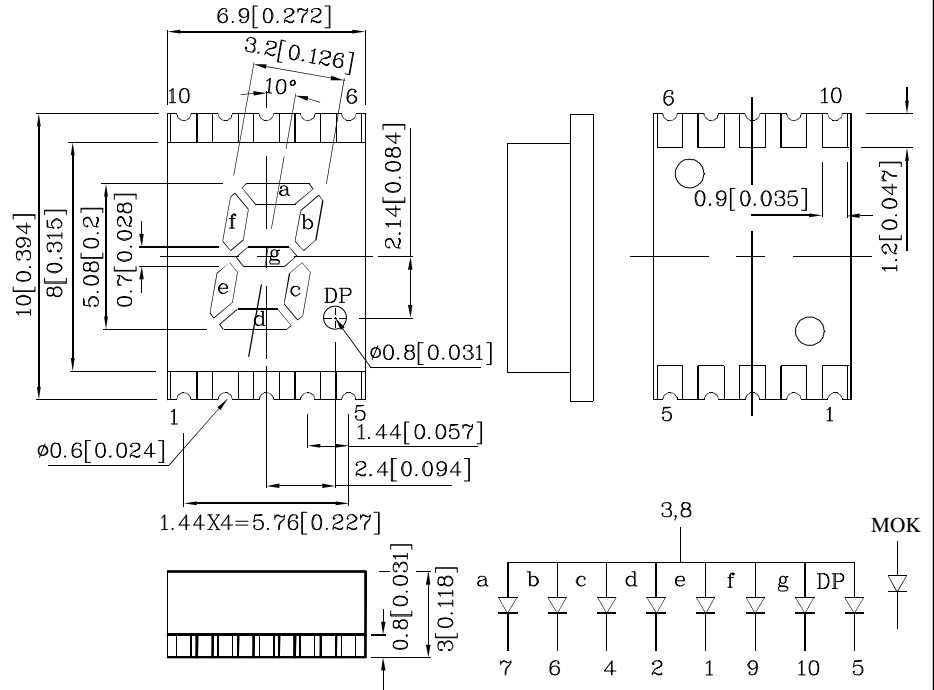 6.9[0.272]
3.2[0.126]
10°
10 6
6 10
a
f b
g
e c
d
DP
10[0.394]
8[0.315]
5.08[0.2]
0.7[0.028]
2.14[0.084]
0.9[0.035]
1.2[0.047]
ø0.8[0.031]
1 5
5 1
ø0.6[0.024]
1.44[0.057]
2.4[0.094]
1.44X4=5.76[0.227]
0.8[0.031]
3[0.118]
3,8
MOK
a b c d e f g DP
7 6 4 2 1 9 10 5